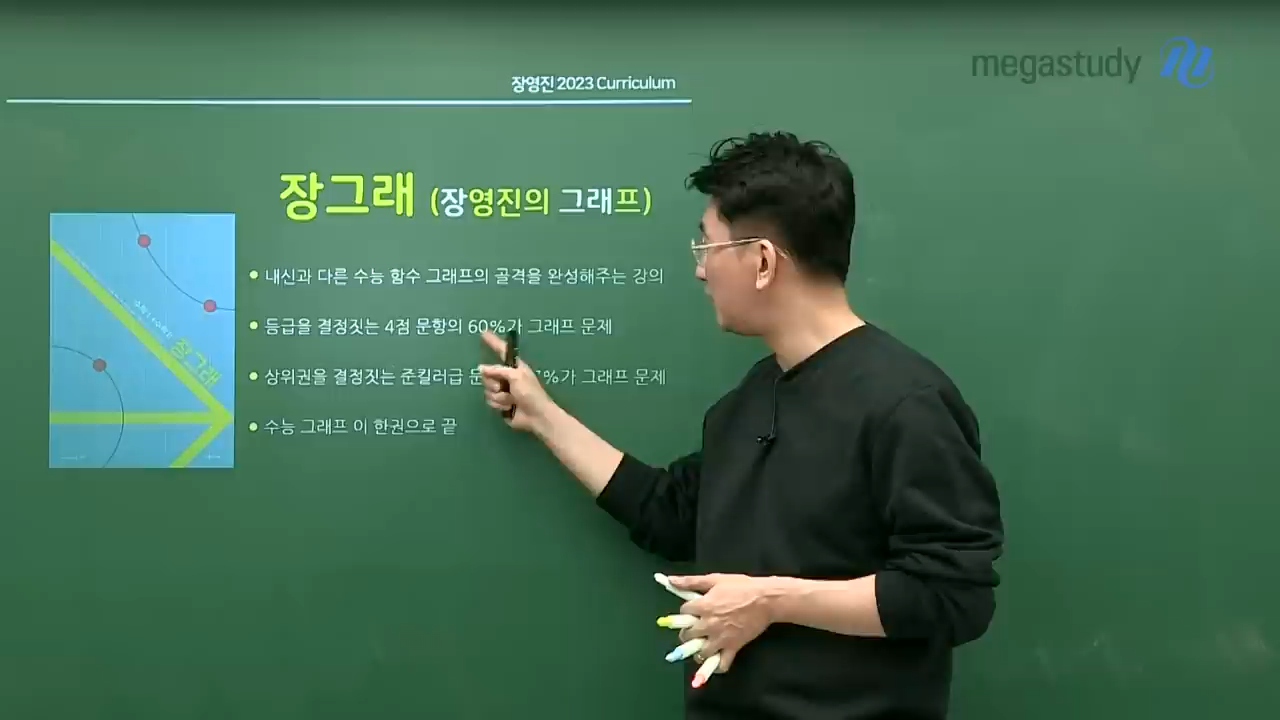 megastudy
장영진 2023 Curriculum
장그래 (장영진의 그래프)
내신과 다른 수능 함수 그래프의 골격을 완성해주는 강의
등급을 결정짓는 4점 문항의 60%가 그래프 문제
상위권을 결정짓는 준킬러급 %가 그래프 문제
수능 그래프 이 한권으로 끝
장그래